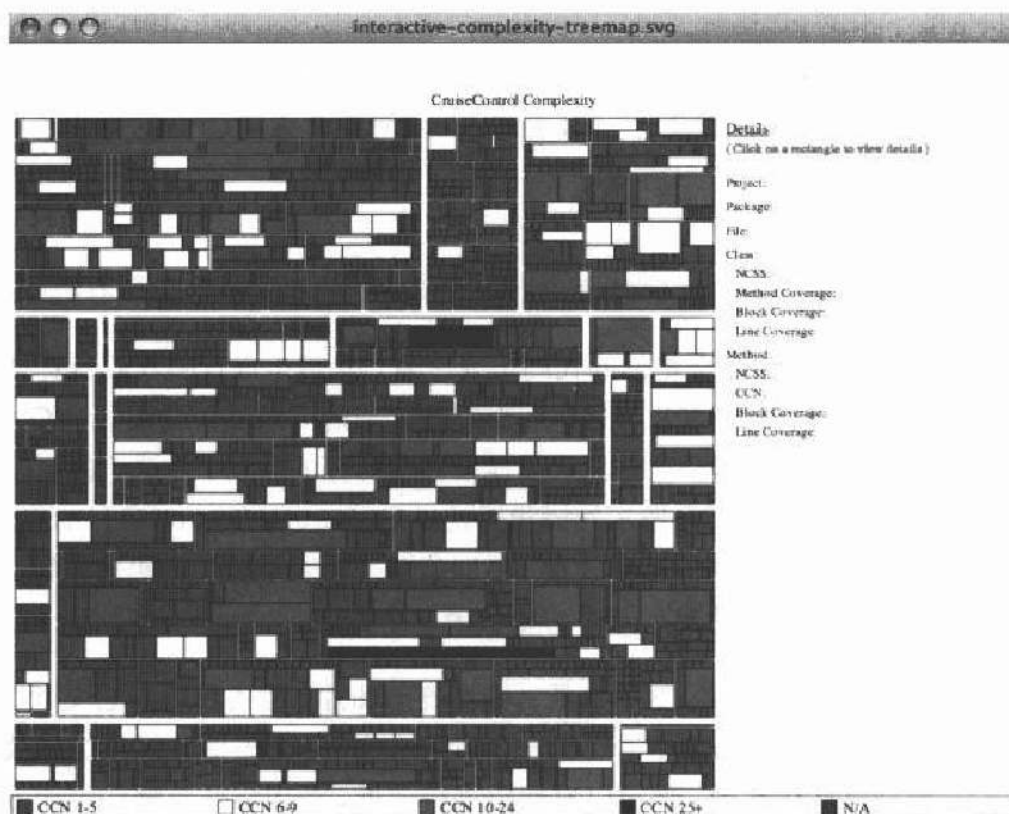 interactive-complexity-treemap.svg
CruiseControl Complexity
Details
( Click on a rectangle to view details )
Project:
Package:
File:
Class:
NCSS:
Method Coverage:
Block Coverage:
Line Coverage:
Method:
NCSS:
CCN:
Block Coverage:
Line Coverage:
CCN 1-5 CCN 6-9 CCN 10-24 CCN 25+ N/A